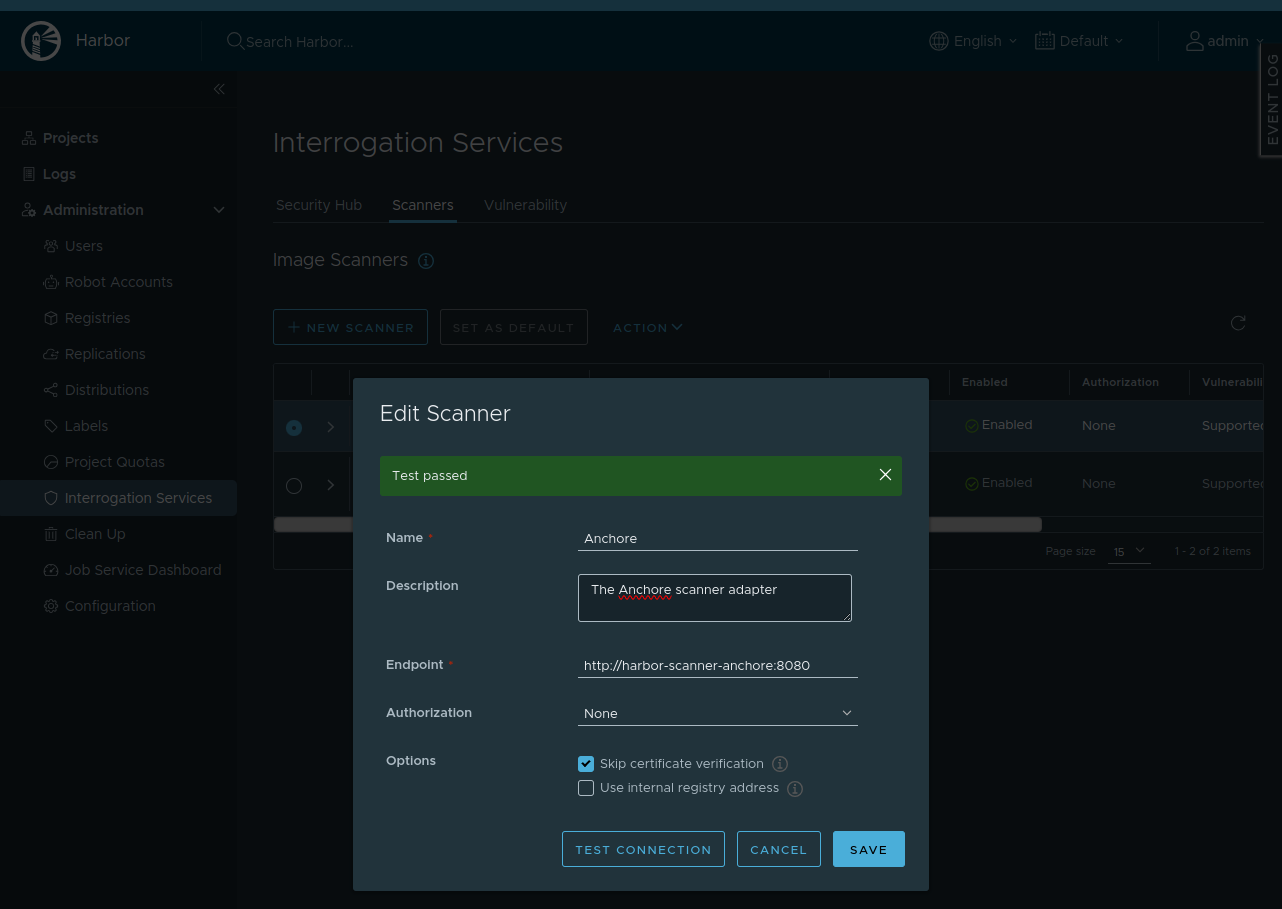 Harbor
Search Harbor...
English
Default
admin
EVENT LOG
Projects
Logs
Administration
Users
Robot Accounts
Registries
Replications
Distributions
Labels
Project Quotas
Interrogation Services
Clean Up
Job Service Dashboard
Configuration
Interrogation Services
Security Hub Scanners Vulnerability
Image Scanners
NEW SCANNER SET AS DEFAULT ACTION
Enabled Authorization Vulnerabili
Enabled None Supported
Enabled None Supported
Page size 15 1 - 2 of 2 items
Edit Scanner
Test passed
Name * Anchore
Description The Anchore scanner adapter
Endpoint * http://harbor-scanner-anchore:8080
Authorization None
Options Skip certificate verification
Use internal registry address
TEST CONNECTION CANCEL SAVE